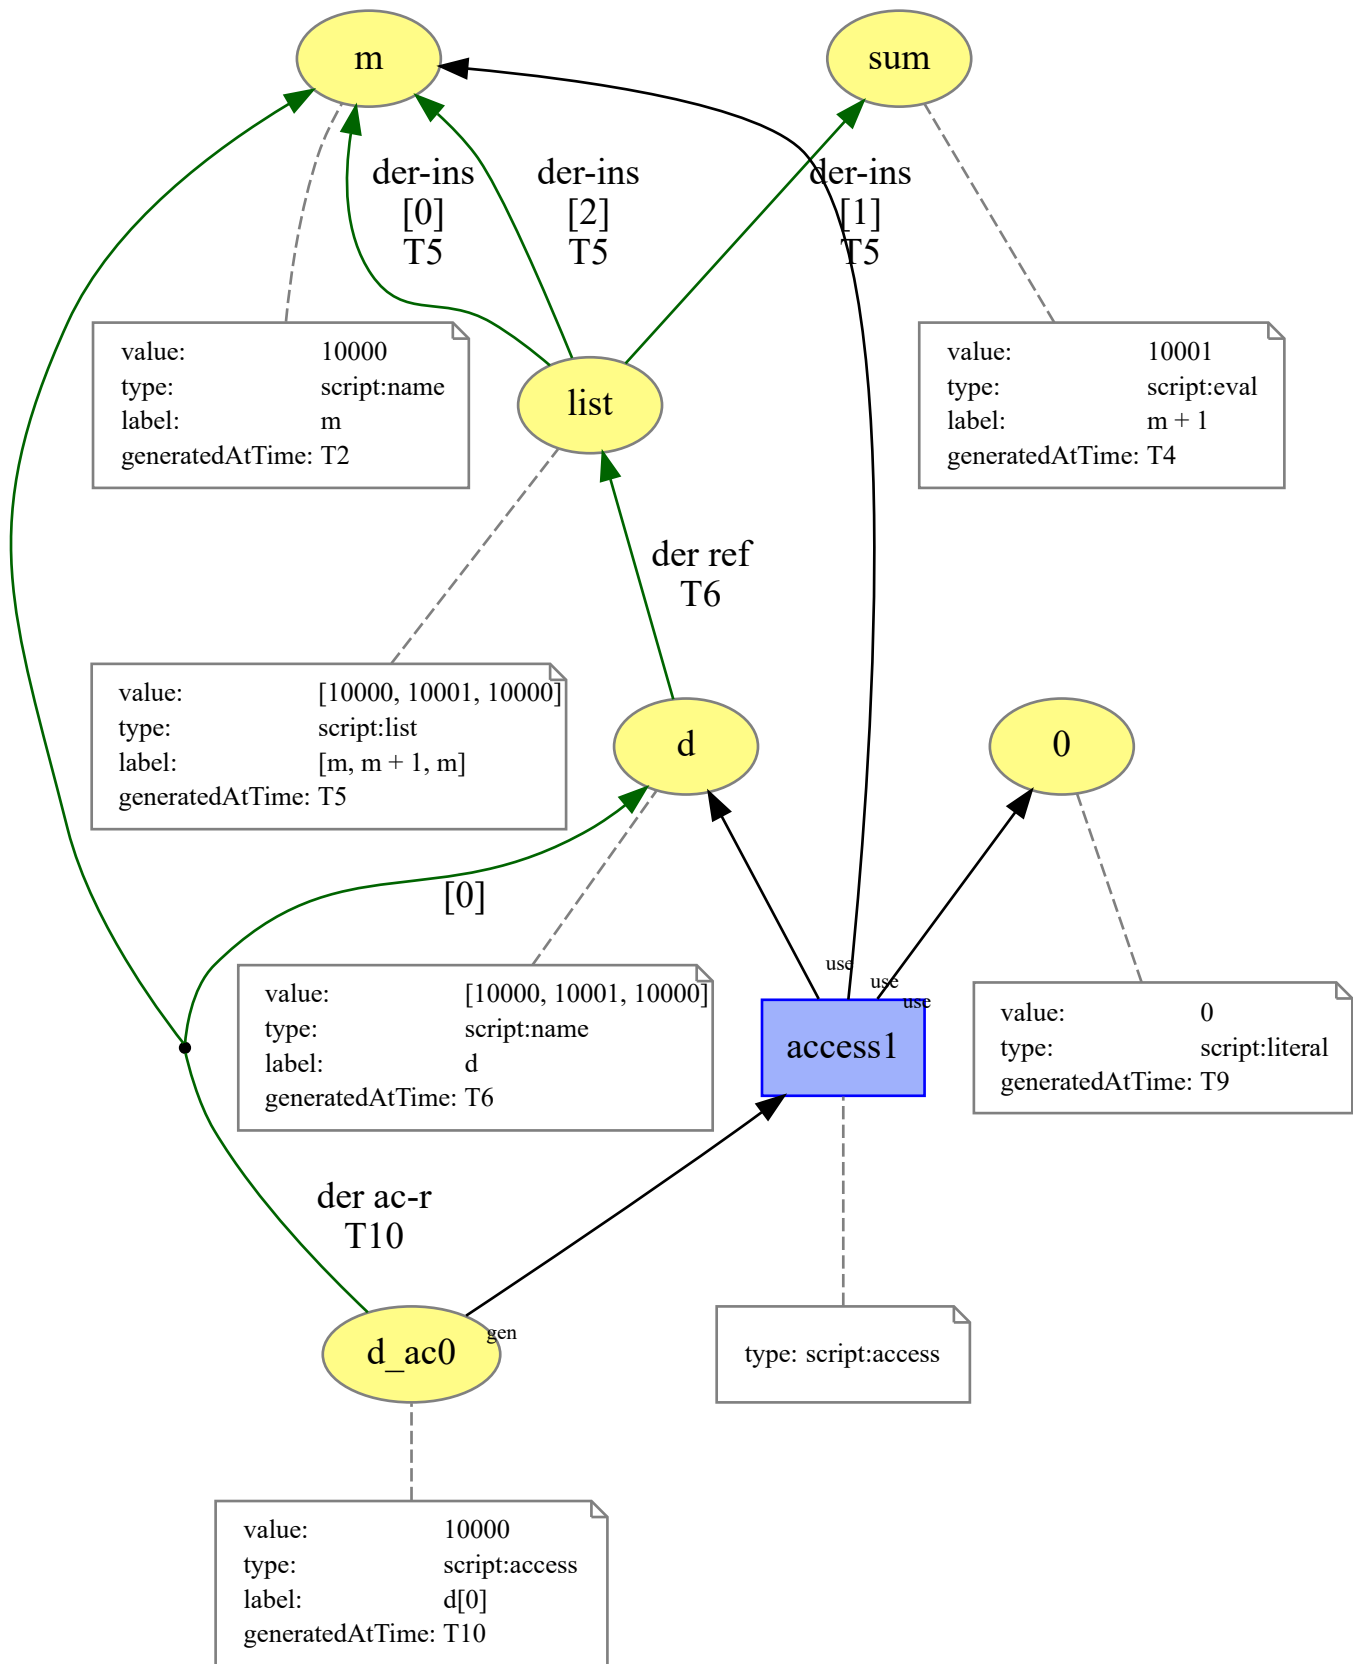 m
sum
der-ins
[0]
T5
der-ins
[2]
T5
der-ins
[1]
T5
value: 10000
type: script:name
label: m
generatedAtTime: T2
list
value: 10001
type: script:eval
label: m + 1
generatedAtTime: T4
der ref
T6
value: [10000, 10001, 10000]
type: script:list
label: [m, m + 1, m]
generatedAtTime: T5
d
0
[0]
use
use
use
value: [10000, 10001, 10000]
type: script:name
label: d
generatedAtTime: T6
access1
value: 0
type: script:literal
generatedAtTime: T9
der ac-r
T10
gen
d_ac0
type: script:access
value: 10000
type: script:access
label: d[0]
generatedAtTime: T10